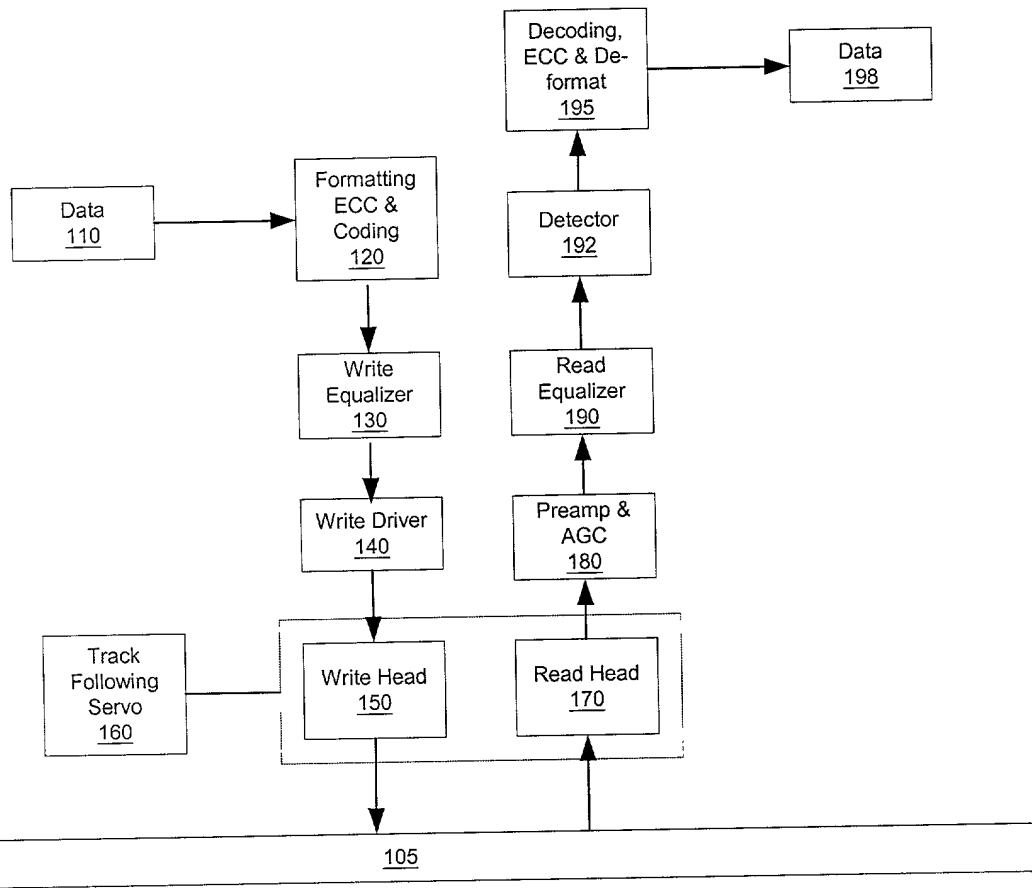 Decoding,
ECC & De-
format
195
Data
198
Formatting
ECC &
Coding
120
Data
110
Detector
192
Write
Equalizer
130
Read
Equalizer
190
Write Driver
140
Preamp &
AGC
180
Track
Following
Servo
160
Write Head
150
Read Head
170
105